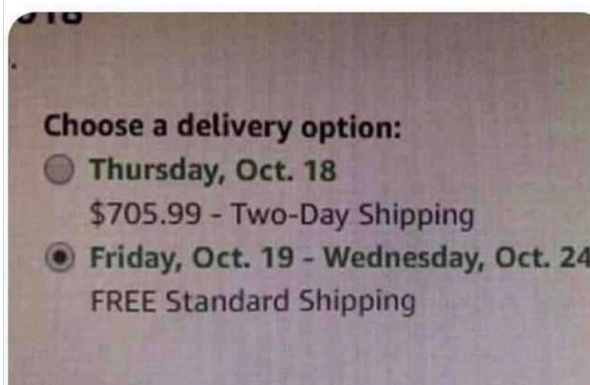 Choose a delivery option:
Thursday, Oct. 18
$705.99 - Two-Day Shipping
Friday, Oct. 19 - Wednesday, Oct. 24
FREE Standard Shipping